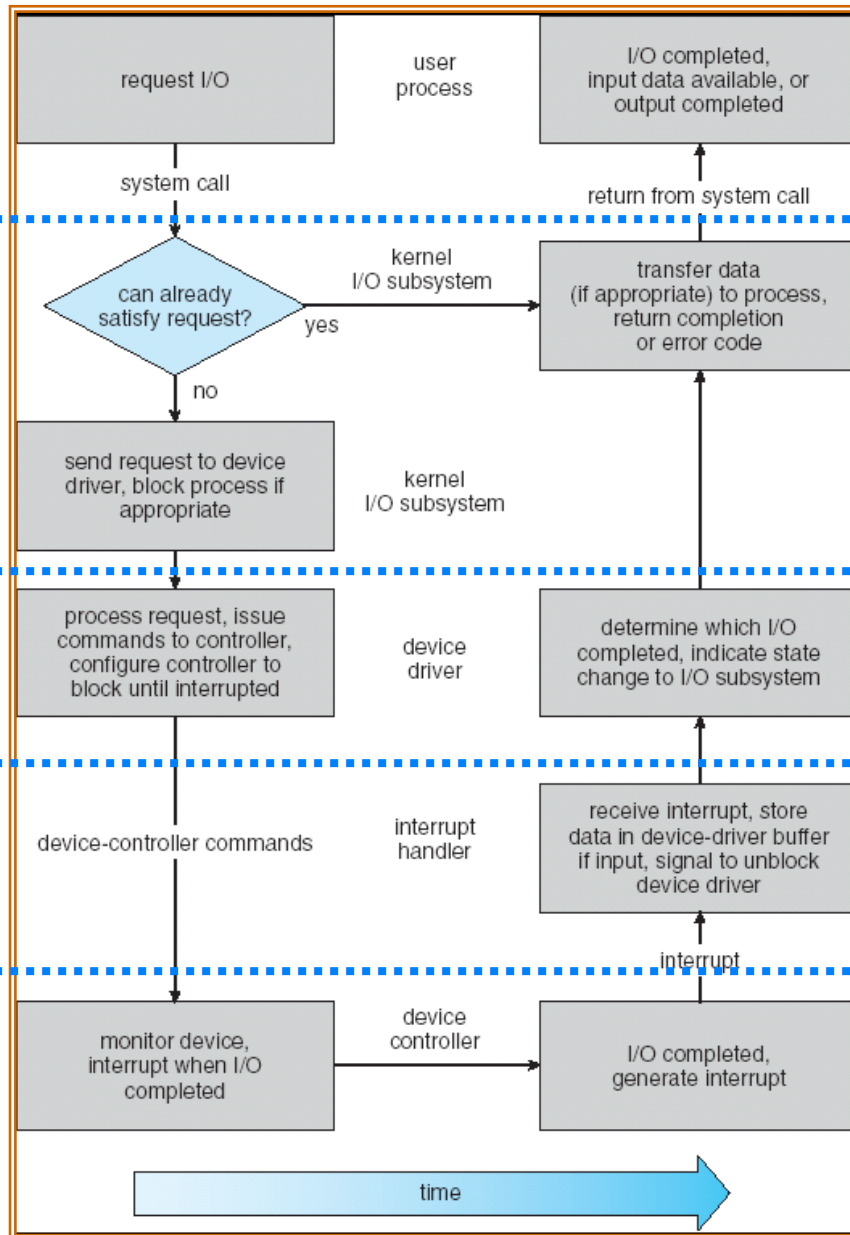 request I/O
user
process
I/O completed,
input data available, or
output completed
system call
return from system call
can already
satisfy request?
kernel
I/O subsystem
yes
transfer data
(if appropriate) to process,
return completion
or error code
no
send request to device
driver, block process if
appropriate
kernel
I/O subsystem
process request, issue
commands to controller,
configure controller to
block until interrupted
device
driver
determine which I/O
completed, indicate state
change to I/O subsystem
device-controller commands
interrupt
handler
receive interrupt, store
data in device-driver buffer
if input, signal to unblock
device driver
interrupt
monitor device,
interrupt when I/O
completed
device
controller
I/O completed,
generate interrupt
time